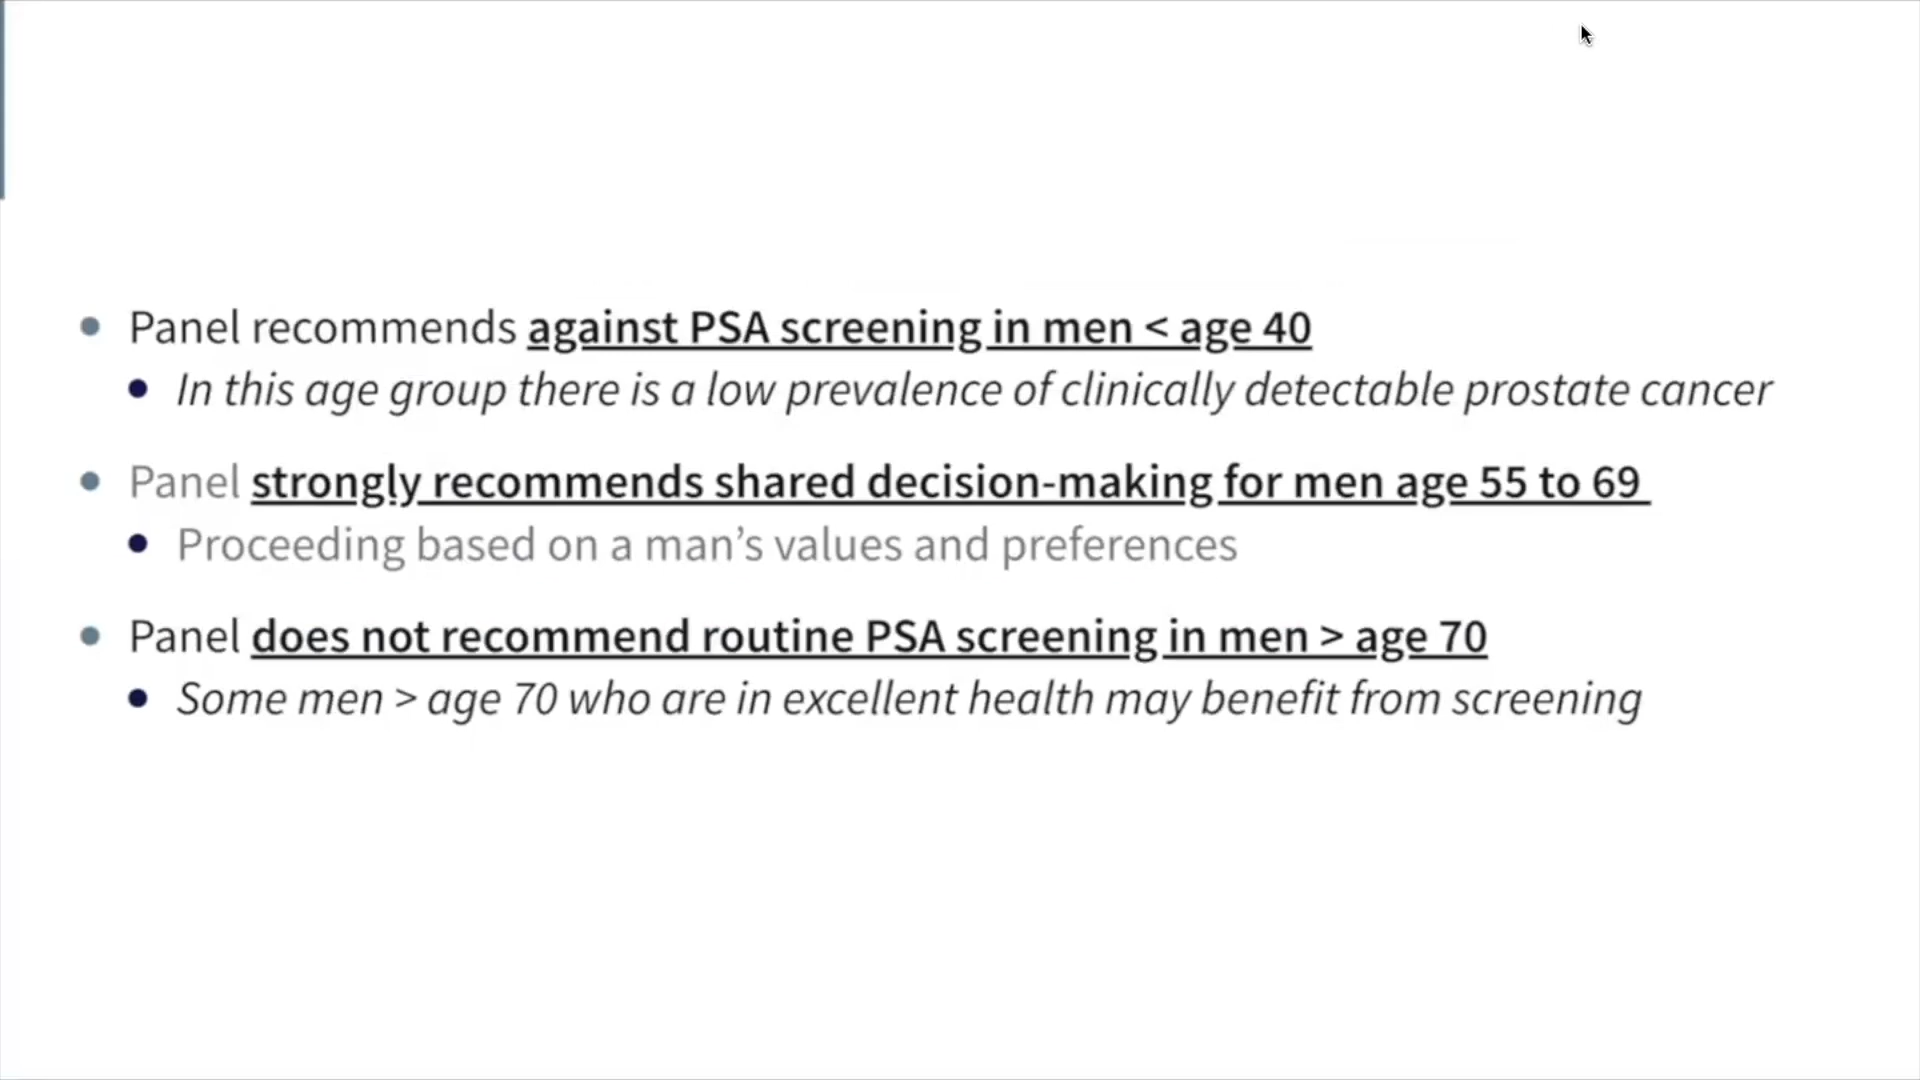 Panel recommends against PSA screening in men < age 40
In this age group there is a low prevalence of clinically detectable prostate cancer
Panel strongly recommends shared decision-making for men age 55 to 69
Proceeding based on a man’s values and preferences
Panel does not recommend routine PSA screening in men > age 70
Some men > age 70 who are in excellent health may benefit from screening